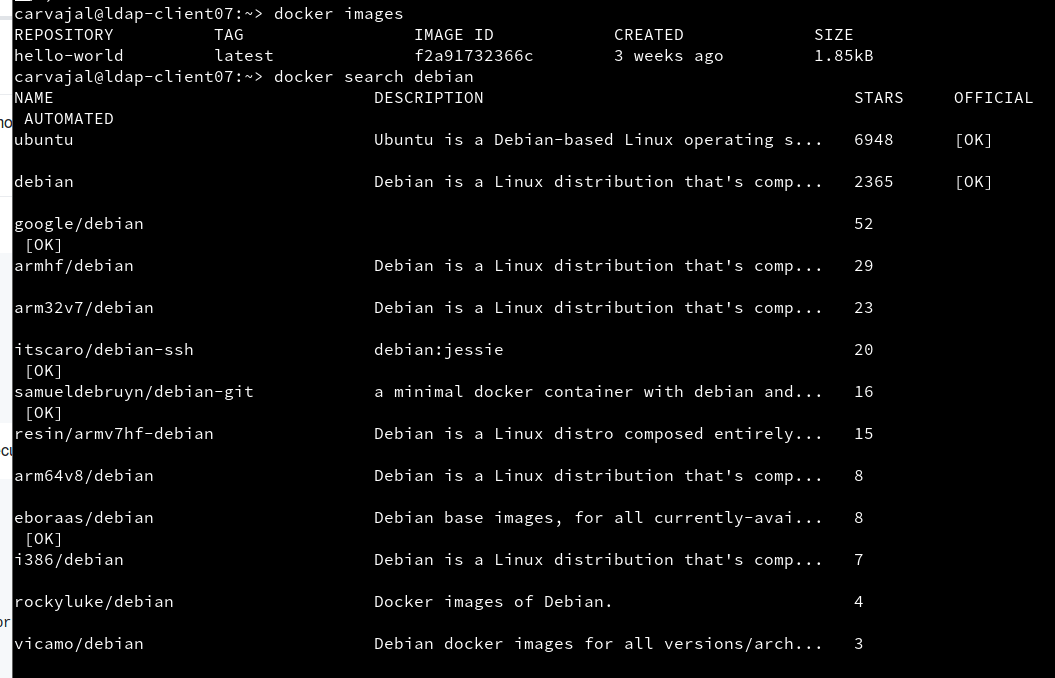 carvajal@ldap-client07:~> docker images
REPOSITORY          TAG                 IMAGE ID            CREATED             SIZE
hello-world         latest              f2a91732366c        3 weeks ago         1.85kB
carvajal@ldap-client07:~> docker search debian
NAME                                DESCRIPTION                                     STARS     OFFICIAL
 AUTOMATED
ubuntu                              Ubuntu is a Debian-based Linux operating s...   6948      [OK]
debian                              Debian is a Linux distribution that's comp...   2365      [OK]
google/debian                                                                       52
 [OK]
armhf/debian                        Debian is a Linux distribution that's comp...   29
arm32v7/debian                      Debian is a Linux distribution that's comp...   23
itscaro/debian-ssh                  debian:jessie                                   20
 [OK]
samueldebruyn/debian-git            a minimal docker container with debian and...   16
 [OK]
resin/armv7hf-debian                Debian is a Linux distro composed entirely...   15
arm64v8/debian                      Debian is a Linux distribution that's comp...   8
eboraas/debian                      Debian base images, for all currently-avai...   8
 [OK]
i386/debian                         Debian is a Linux distribution that's comp...   7
rockyluke/debian                    Docker images of Debian.                        4
vicamo/debian                       Debian docker images for all versions/arch...   3